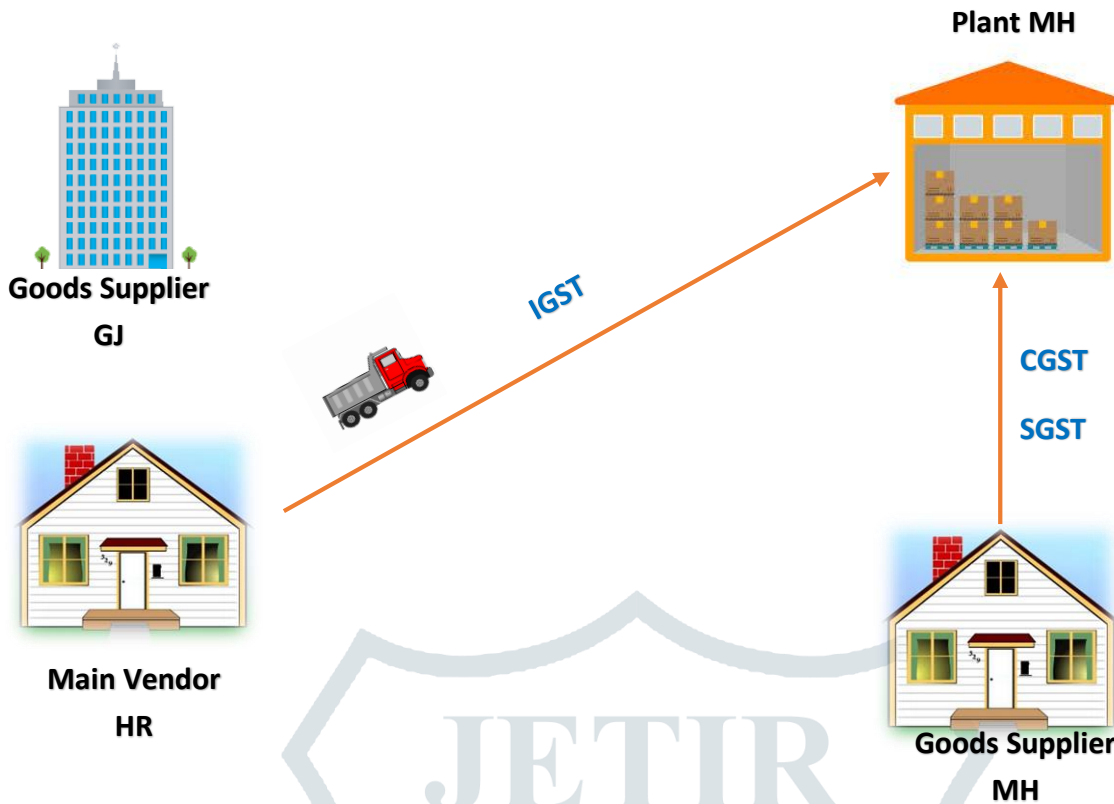 Plant MH
Goods Supplier
GJ
IGST
CGST
SGST
Main Vendor
HR
Goods Supplier
MH
JETIR